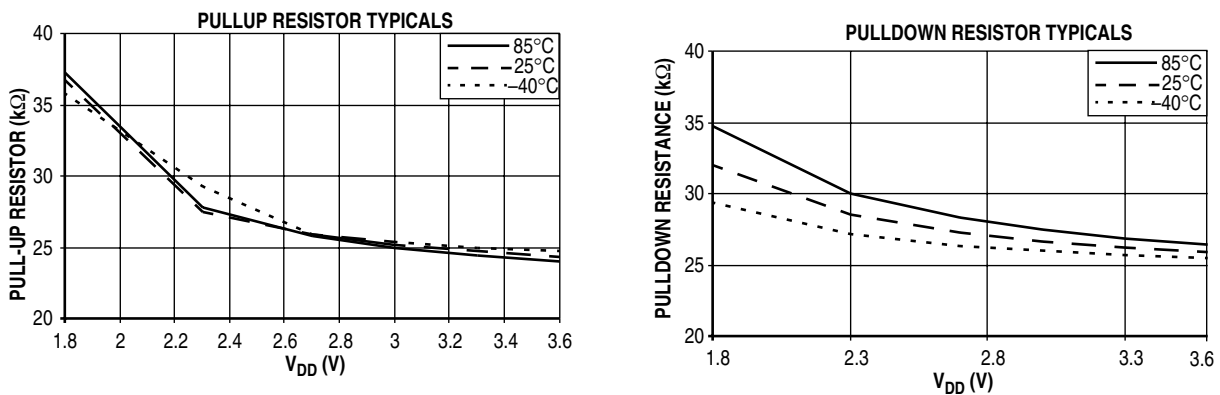 PULLUP RESISTOR TYPICALS
PULL-UP RESISTOR (kΩ)
40
35
30
25
20
1.8 2 2.2 2.4 2.6 2.8 3 3.2 3.4 3.6
V_DD (V)
85°C
25°C
–40°C
PULLDOWN RESISTOR TYPICALS
PULLDOWN RESISTANCE (kΩ)
40
35
30
25
20
1.8 2.3 2.8 3.3 3.6
V_DD (V)
85°C
25°C
–40°C